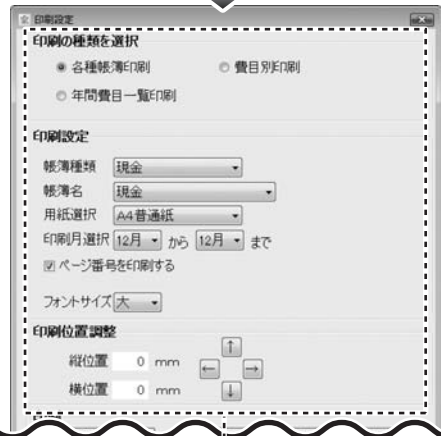 印刷設定
印刷の種類を選択
各種帳簿印刷 費目別印刷
年間費目一覧印刷
印刷設定
帳簿種類 現金
帳簿名 現金
用紙選択 A4普通紙
印刷月選択 12月 から 12月 まで
ページ番号を印刷する
フォントサイズ 大
印刷位置調整
縦位置 0 mm
横位置 0 mm